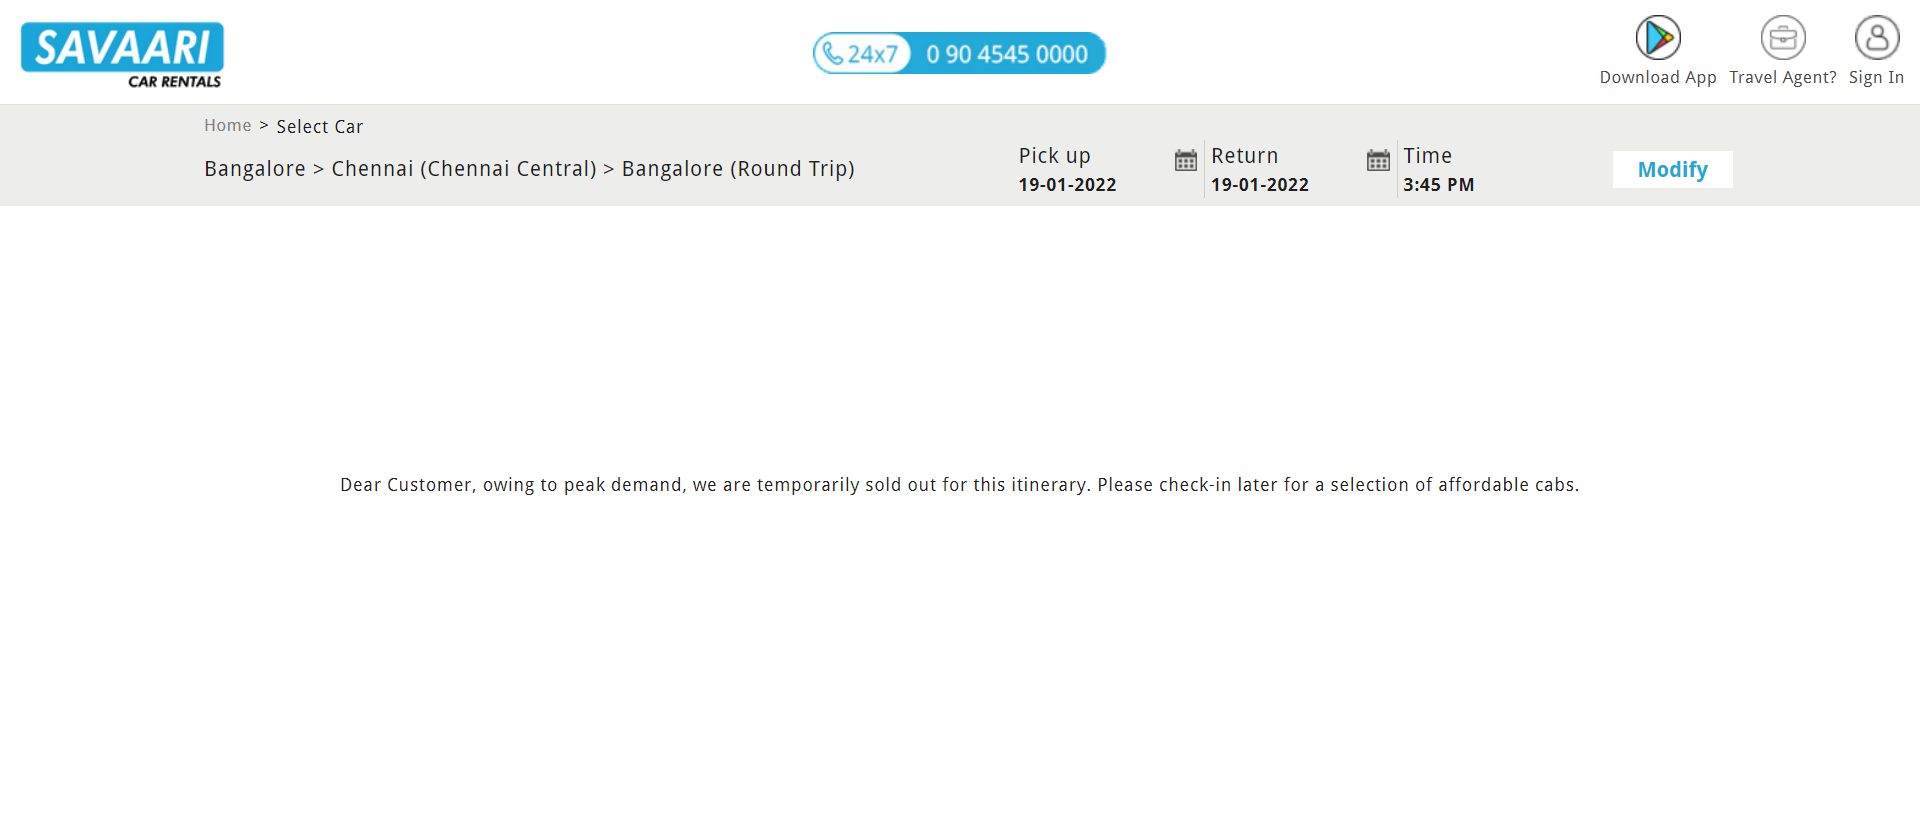 SAVAARI
CAR RENTALS
24x7 0 90 4545 0000
Download App Travel Agent? Sign In
Home > Select Car
Bangalore > Chennai (Chennai Central) > Bangalore (Round Trip)
Pick up
19-01-2022
Return
19-01-2022
Time
3:45 PM
Modify
Dear Customer, owing to peak demand, we are temporarily sold out for this itinerary. Please check-in later for a selection of affordable cabs.